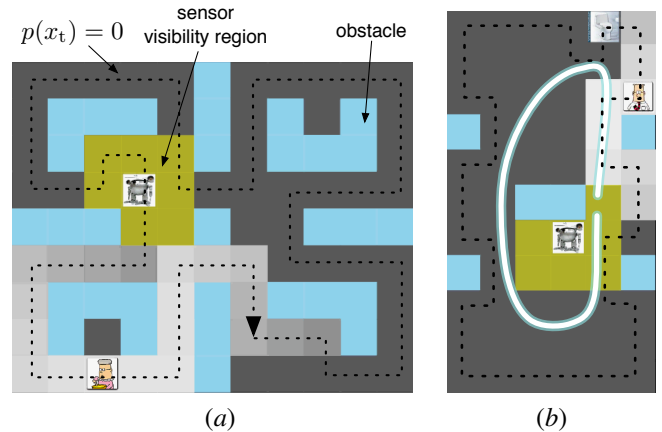 p(x_t) = 0
sensor
visibility region
obstacle
(a)
(b)